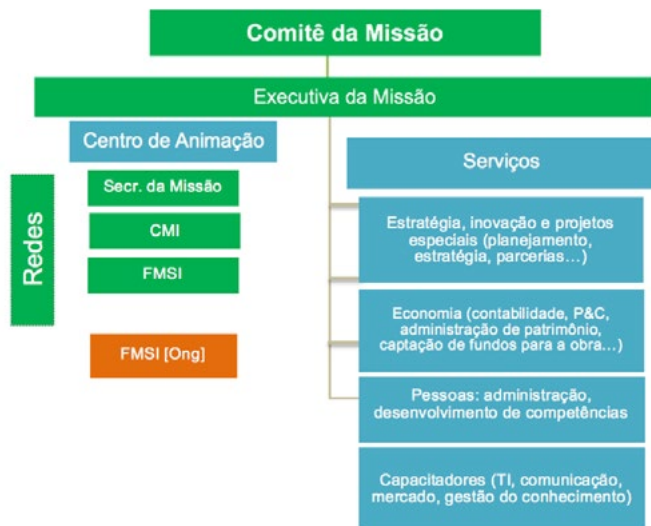 Comitê da Missão
Executiva da Missão
Centro de Animação
Redes
Secr. da Missão
CMI
FMSI
FMSI [Ong]
Serviços
Estratégia, inovação e projetos
especiais (planejamento,
estratégia, parcerias…)
Economia (contabilidade, P&C,
administração de patrimônio,
captação de fundos para a obra…)
Pessoas: administração,
desenvolvimento de competências
Capacitadores (TI, comunicação,
mercado, gestão do conhecimento)